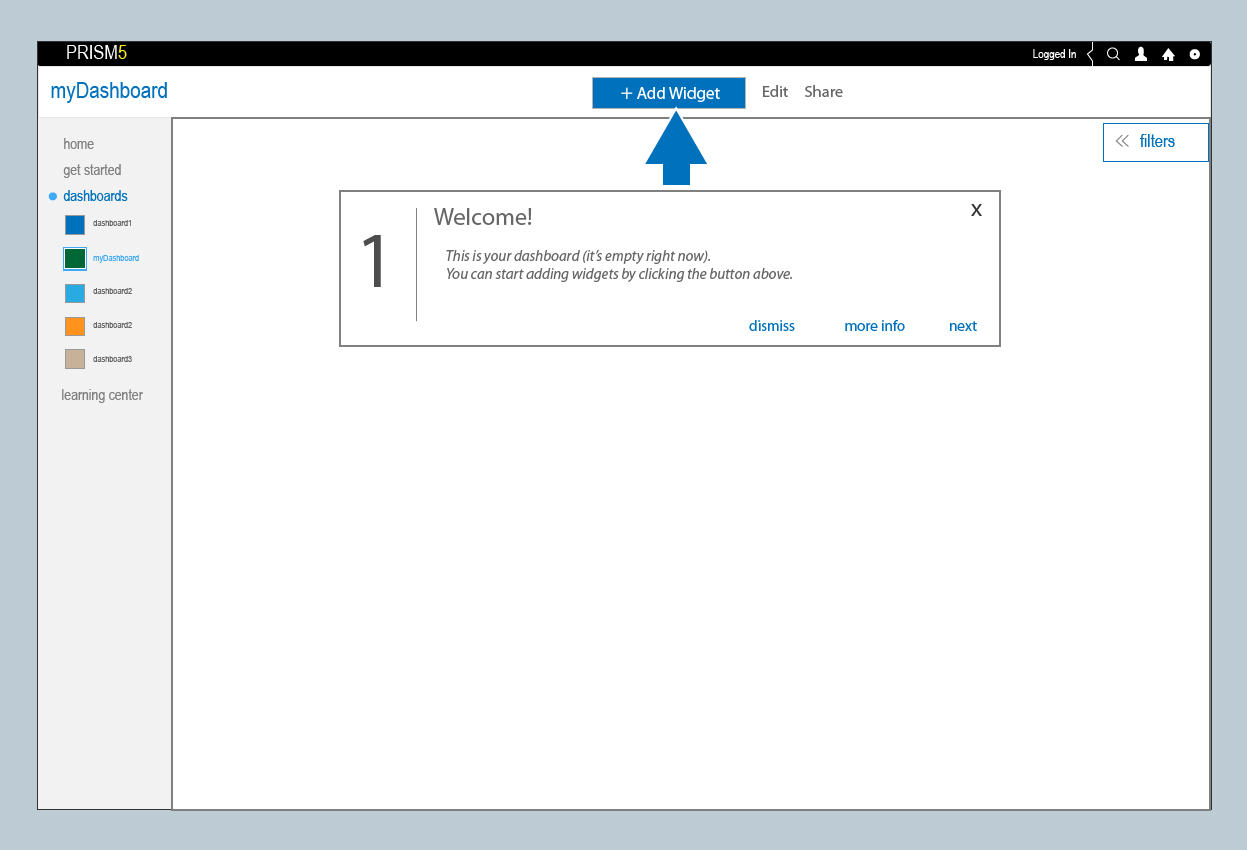 PRISM5
Logged In
myDashboard
+ Add Widget
Edit
Share
home
get started
dashboards
dashboard1
myDashboard
dashboard2
dashboard2
dashboard3
learning center
filters
1
Welcome!
X
This is your dashboard (it's empty right now).
You can start adding widgets by clicking the button above.
dismiss
more info
next